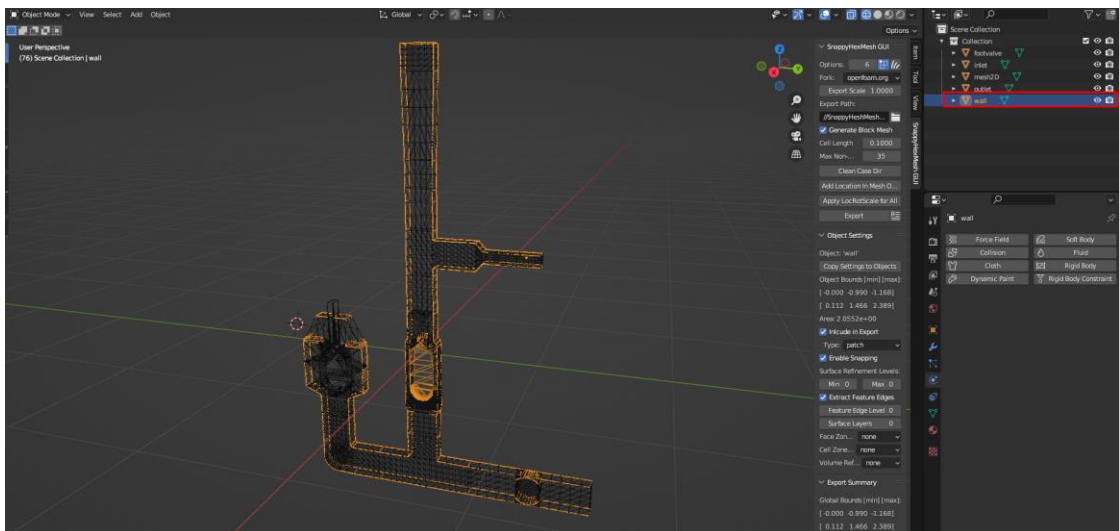 Object Mode View Select Add Object
Global
Options
User Perspective
(76) Scene Collection | wall
X
Y
Z
SnappyHexMesh GUI
Options: 6
Fork: openfoam.org
Export Scale 1.0000
Export Path:
//SnappyHexhMesh...
Generate Block Mesh
Cell Length 0.1000
Max Non-... 35
Clean Case Dir
Add Location In Mesh O...
Apply LocRotScale for All
Export
Object Settings
Object: 'wall'
Copy Settings to Objects
Object Bounds [min] [max]:
[ -0.000 -0.990 -1.168]
[ 0.112 1.466 2.389]
Area: 2.0552e+00
Include in Export
Type: patch
Enable Snapping
Surface Refinement Levels:
Min 0 Max 0
Extract Feature Edges
Feature Edge Level 0
Surface Layers 0
Face Zon... none
Cell Zone... none
Volume Ref... none
Export Summary
Global Bounds [min] [max]:
[ -0.000 -0.990 -1.168]
[ 0.112 1.466 2.389]
Item
Tool
View
SnappyHexMesh GUI
Scene Collection
Collection
footvalve
inlet
mesh2D
outlet
wall
wall
Force Field Soft Body
Collision Fluid
Cloth Rigid Body
Dynamic Paint Rigid Body Constraint